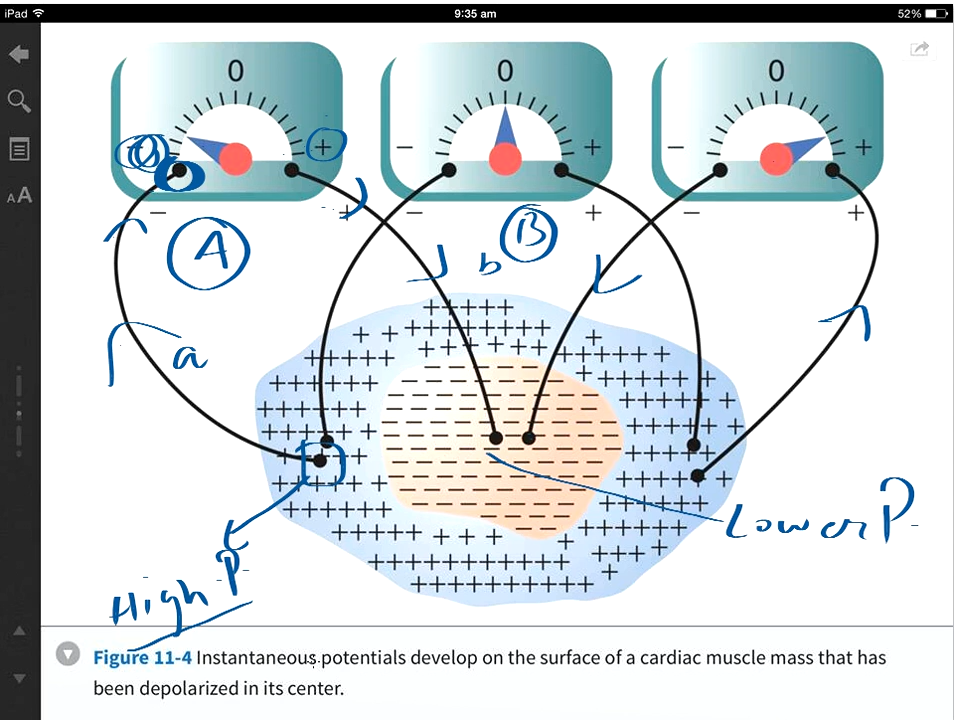 iPad 9:35 am 52%
0 0 0
− + − + − +
− + − + − +
A B b
a
Lower P
High P
AA
Figure 11-4 Instantaneous potentials develop on the surface of a cardiac muscle mass that has
been depolarized in its center.